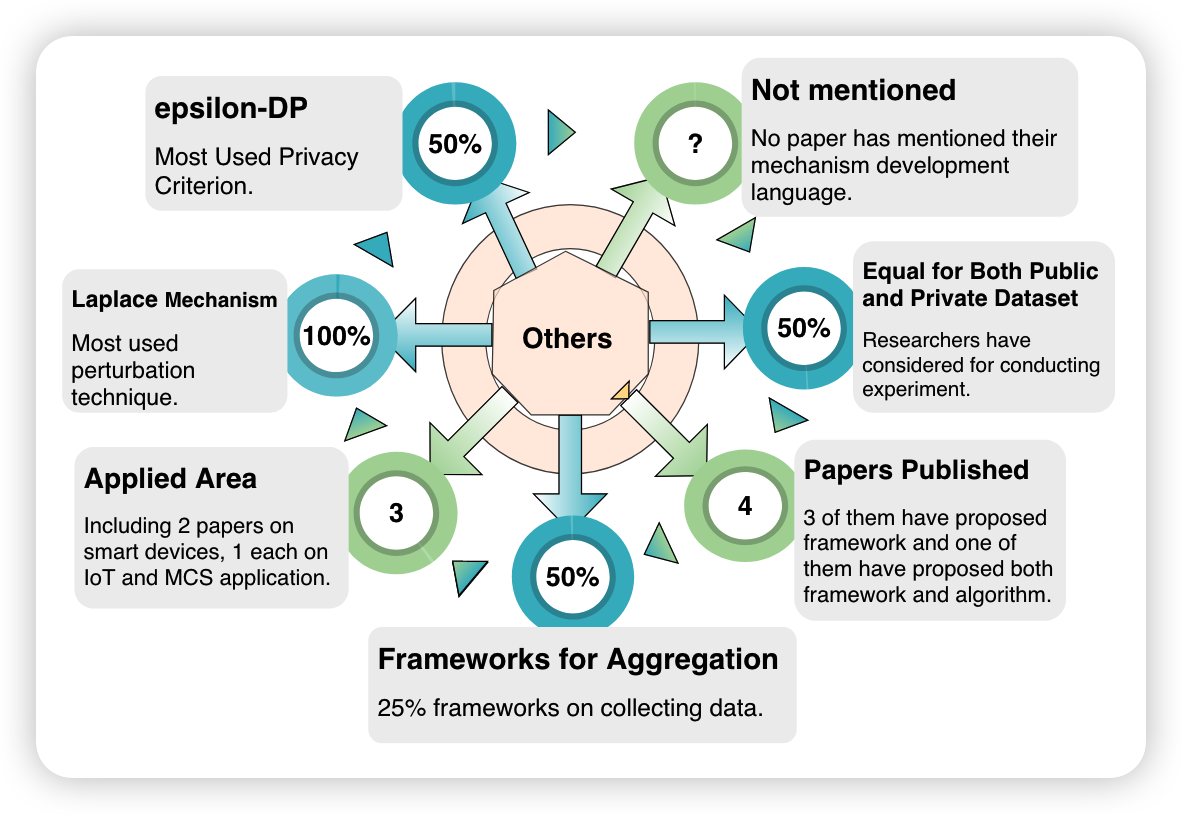 epsilon-DP
Most Used Privacy
Criterion.
50%
?
Not mentioned
No paper has mentioned their
mechanism development
language.
Laplace Mechanism
Most used
perturbation
technique.
100%
Others
50%
Equal for Both Public
and Private Dataset
Researchers have
considered for conducting
experiment.
Applied Area
Including 2 papers on
smart devices, 1 each on
IoT and MCS application.
3
4
Papers Published
3 of them have proposed
framework and one of
them have proposed both
framework and algorithm.
50%
Frameworks for Aggregation
25% frameworks on collecting data.